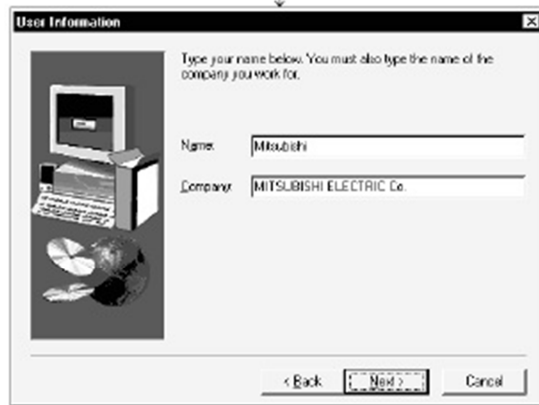 User Information
Type your name below. You must also type the name of the
company you work for.
Name: Mitsubishi
Company: MITSUBISHI ELECTRIC Co.
< Back Next > Cancel